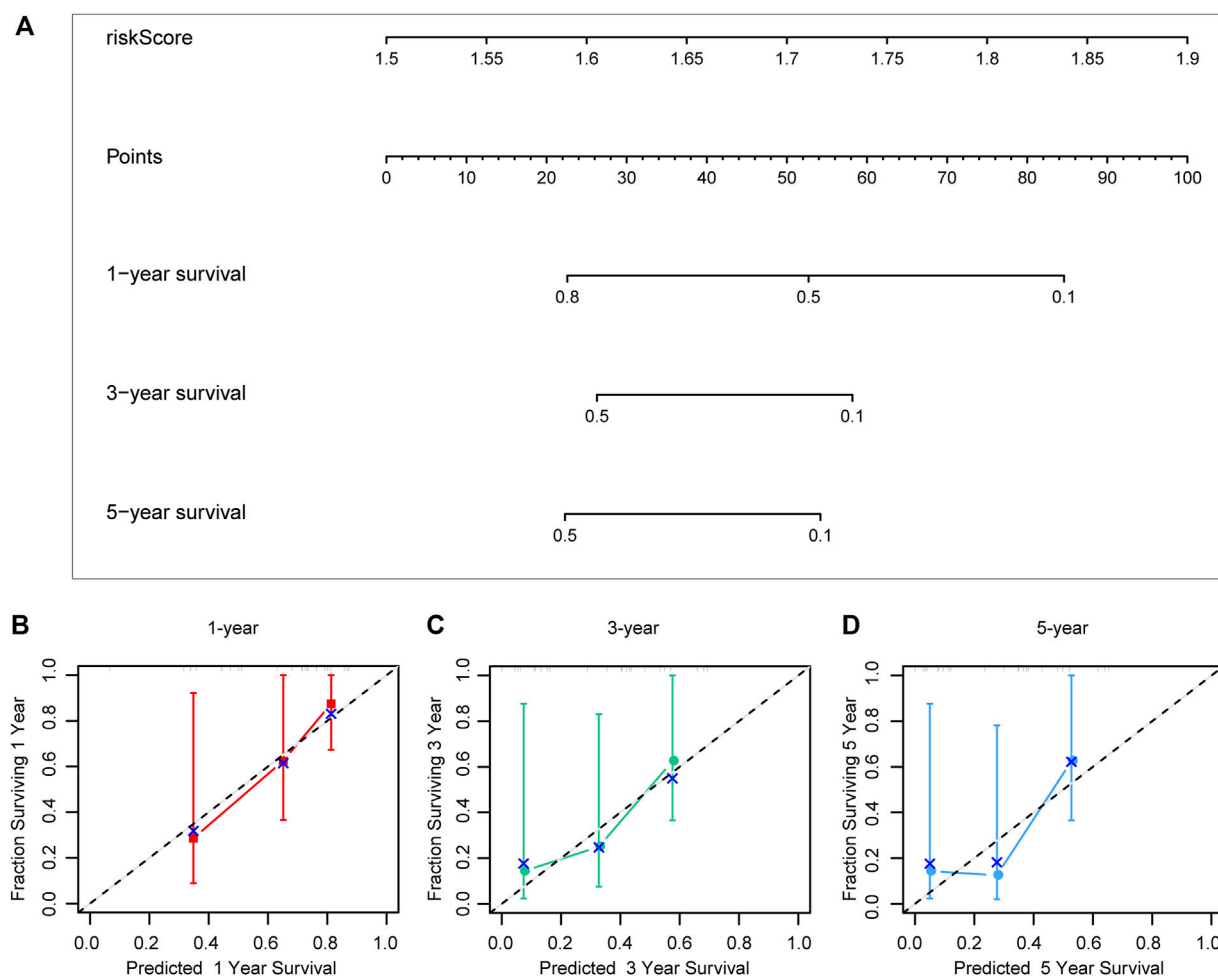 A
riskScore
1.5 1.55 1.6 1.65 1.7 1.75 1.8 1.85 1.9
Points
0 10 20 30 40 50 60 70 80 90 100
1−year survival
0.8 0.5 0.1
3−year survival
0.5 0.1
5−year survival
0.5 0.1
B
1-year
Fraction Surviving 1 Year
1.0
0.8
0.6
0.4
0.2
0.0
0.0 0.2 0.4 0.6 0.8 1.0
Predicted 1 Year Survival
C
3-year
Fraction Surviving 3 Year
1.0
0.8
0.6
0.4
0.2
0.0
0.0 0.2 0.4 0.6 0.8 1.0
Predicted 3 Year Survival
D
5-year
Fraction Surviving 5 Year
1.0
0.8
0.6
0.4
0.2
0.0
0.0 0.2 0.4 0.6 0.8 1.0
Predicted 5 Year Survival